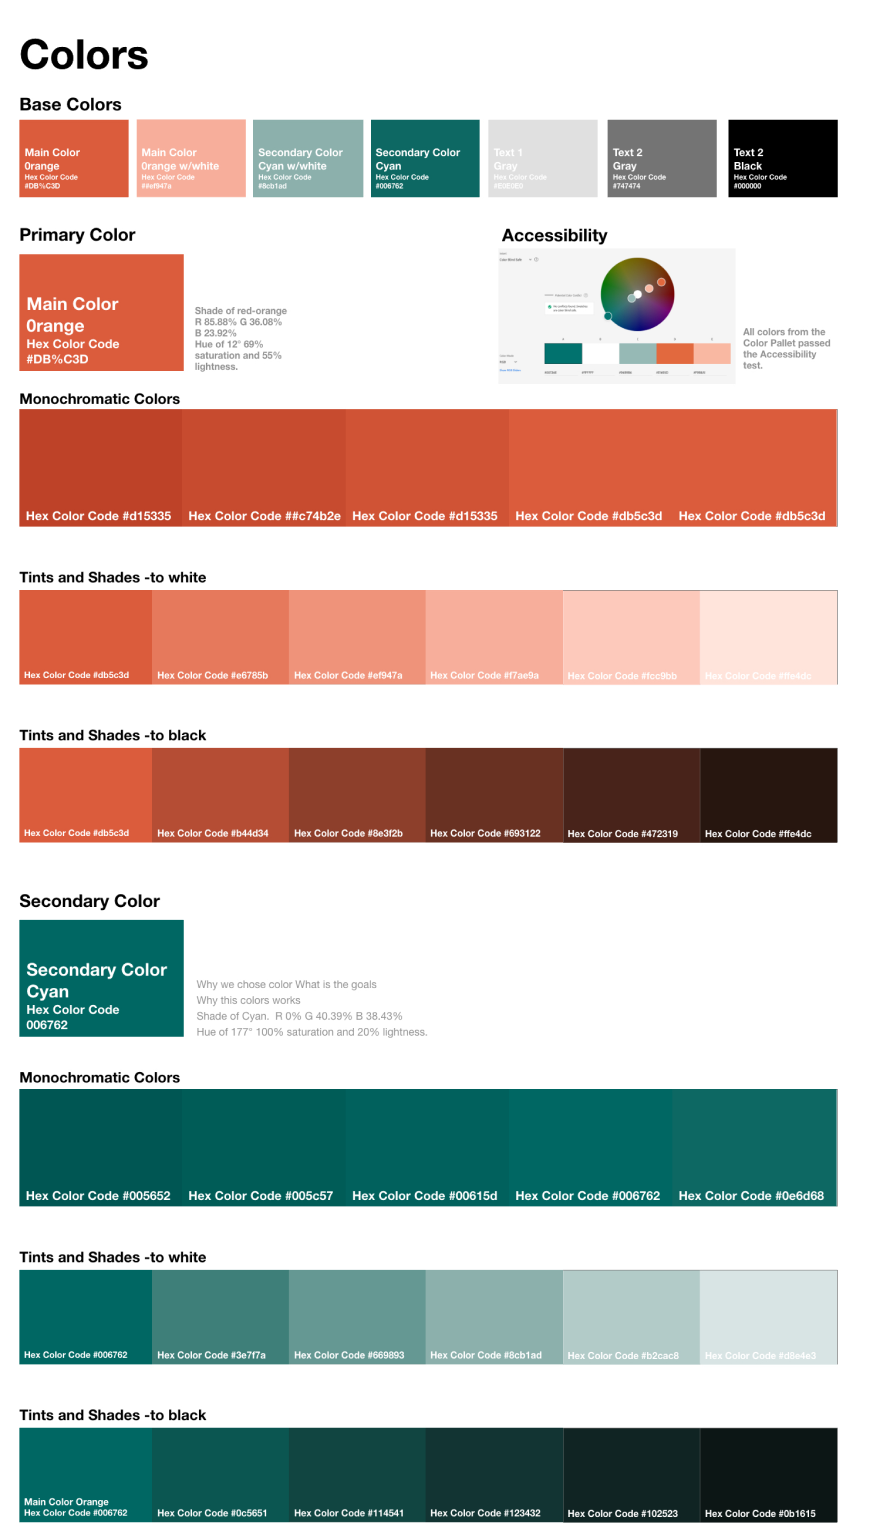 Colors
Base Colors
Main Color
0range
Hex Color Code
#DB%C3D
Main Color
0range w/white
Hex Color Code
##ef947a
Secondary Color
Cyan w/white
Hex Color Code
#8cb1ad
Secondary Color
Cyan
Hex Color Code
#006762
Text 1
Gray
Hex Color Code
#E0E0E0
Text 2
Gray
Hex Color Code
#747474
Text 2
Black
Hex Color Code
#000000
Primary Color
Main Color
0range
Hex Color Code
#DB%C3D
Shade of red-orange
R 85.88% G 36.08%
B 23.92%
Hue of 12° 69%
saturation and 55%
lightness.
Accessibility
A
B
C
D
E
All colors from the
Color Pallet passed
the Accessibility
test.
Monochromatic Colors
Hex Color Code #d15335
Hex Color Code ##c74b2e
Hex Color Code #d15335
Hex Color Code #db5c3d
Hex Color Code #db5c3d
Tints and Shades -to white
Hex Color Code #db5c3d
Hex Color Code #e6785b
Hex Color Code #ef947a
Hex Color Code #f7ae9a
Hex Color Code #fcc9bb
Hex Color Code #ffe4dc
Tints and Shades -to black
Hex Color Code #db5c3d
Hex Color Code #b44d34
Hex Color Code #8e3f2b
Hex Color Code #693122
Hex Color Code #472319
Hex Color Code #ffe4dc
Secondary Color
Secondary Color
Cyan
Hex Color Code
006762
Why we chose color What is the goals
Why this colors works
Shade of Cyan.  R 0% G 40.39% B 38.43%
Hue of 177° 100% saturation and 20% lightness.
Monochromatic Colors
Hex Color Code #005652
Hex Color Code #005c57
Hex Color Code #00615d
Hex Color Code #006762
Hex Color Code #0e6d68
Tints and Shades -to white
Hex Color Code #006762
Hex Color Code #3e7f7a
Hex Color Code #669893
Hex Color Code #8cb1ad
Hex Color Code #b2cac8
Hex Color Code #d8e4e3
Tints and Shades -to black
Main Color Orange
Hex Color Code #006762
Hex Color Code #0c5651
Hex Color Code #114541
Hex Color Code #123432
Hex Color Code #102523
Hex Color Code #0b1615